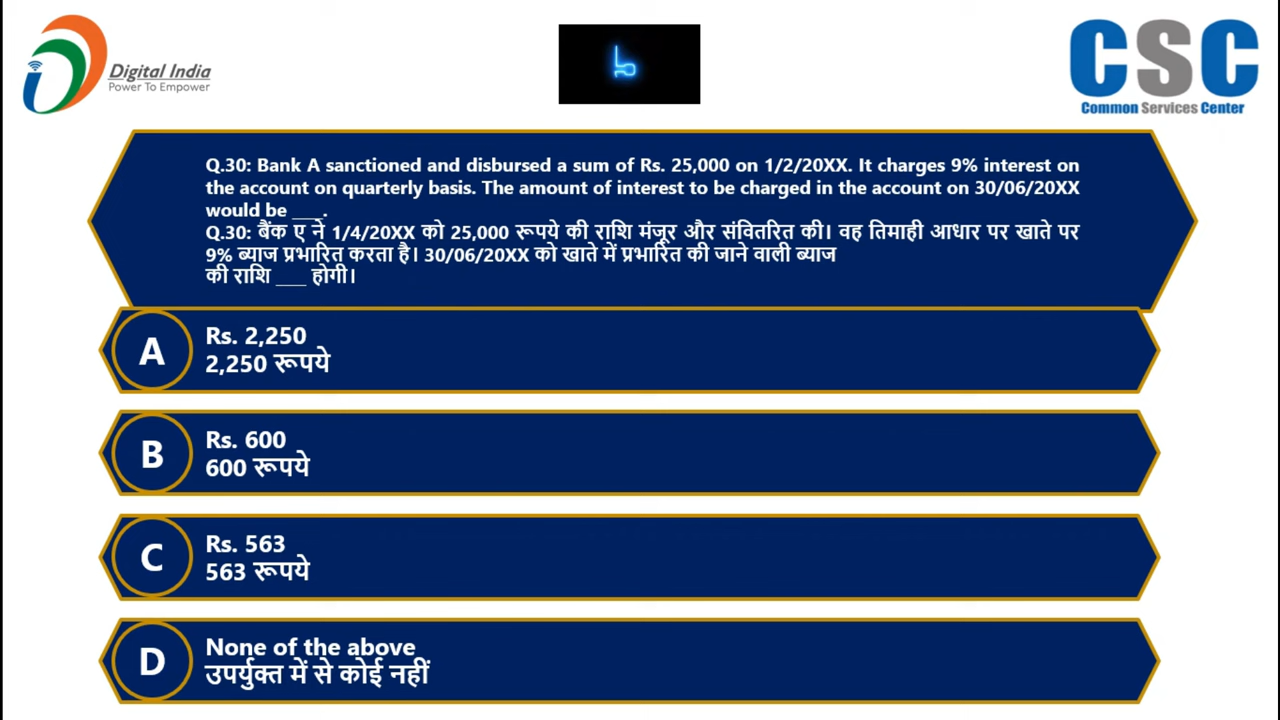 Digital India
Power To Empower
CSC
Common Services Center
Q.30: Bank A sanctioned and disbursed a sum of Rs. 25,000 on 1/2/20XX. It charges 9% interest on
the account on quarterly basis. The amount of interest to be charged in the account on 30/06/20XX
would be ___.
Q.30: बैंक ए ने 1/4/20XX को 25,000 रूपये की राशि मंजूर और संवितरित की। वह तिमाही आधार पर खाते पर
9% ब्याज प्रभारित करता है। 30/06/20XX को खाते में प्रभारित की जाने वाली ब्याज
की राशि ___ होगी।
A
Rs. 2,250
2,250 रूपये
B
Rs. 600
600 रूपये
C
Rs. 563
563 रूपये
D
None of the above
उपर्युक्त में से कोई नहीं